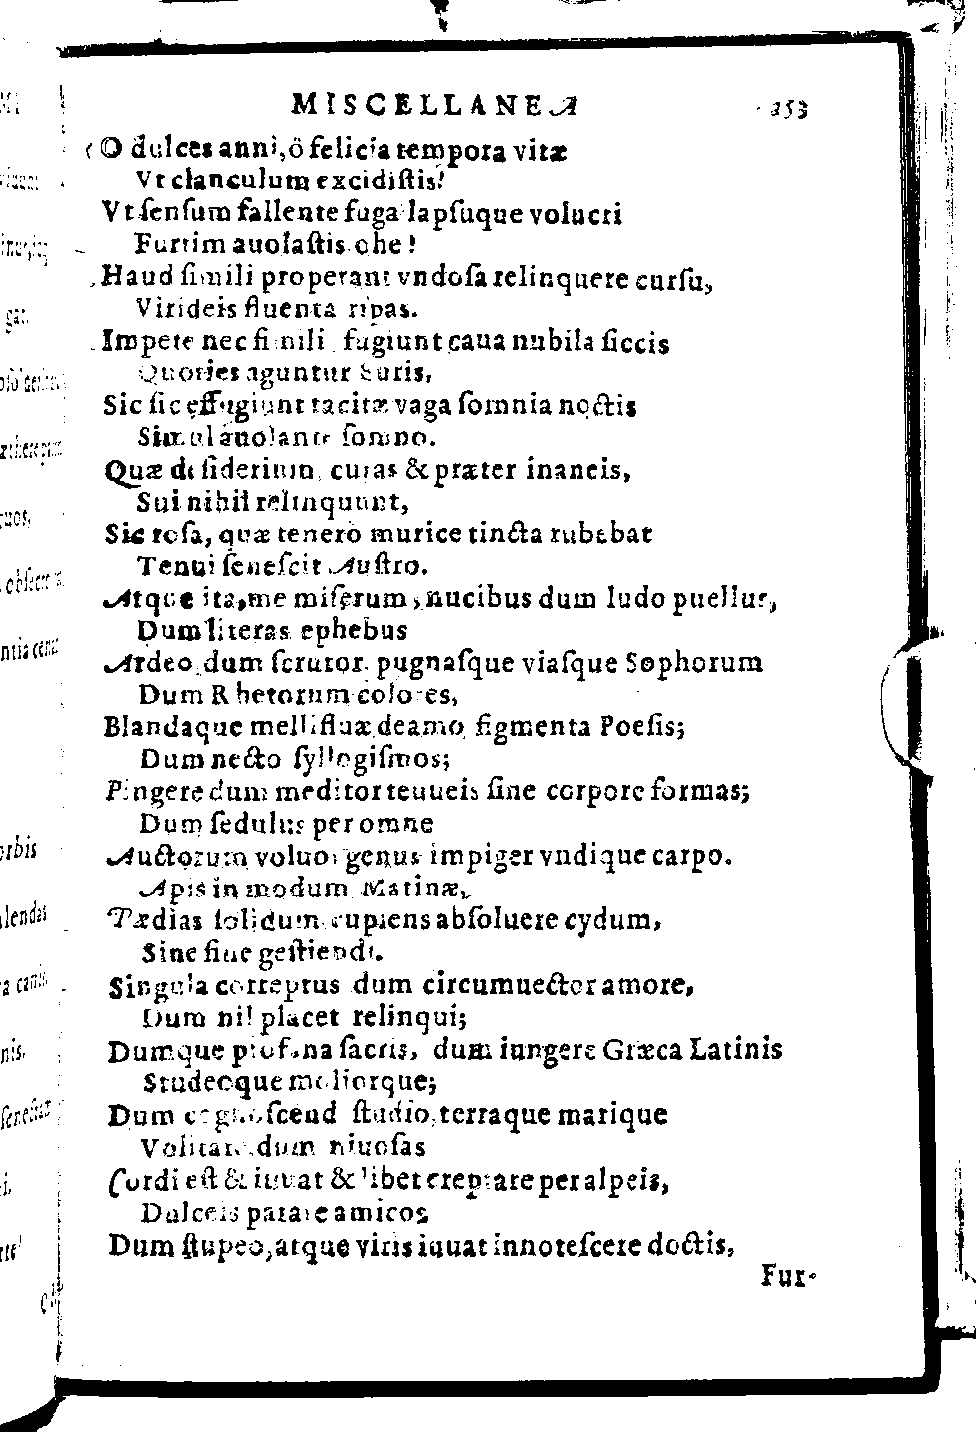 MISCELLANEA 253
O dulces anni, ô felicia tempora vitæ
Vt clanculum excidiſtis!
Vt ſenſum fallente fuga lapſuque volucri
Furtim avolaſtis ohe!
Haud ſimili properant vndoſa relinquere curſu,
Virideis fluenta ripas.
Impete nec ſimili fugiunt caua nubila ſiccis
Quoties aguntur Euris,
Sic ſic effugiunt tacitæ vaga ſomnia noctis
Simul auolante ſomno.
Quæ deſiderium, curas & præter inaneis,
Sui nihil relinquunt,
Sic roſa, quæ tenero murice tincta rubebat
Tenui ſeneſcit Auſtro.
Atque ita, me miſerum, nucibus dum ludo puellus,
Dum literas ephebus
Ardeo dum ſcrutor pugnaſque viaſque Sophorum
Dum Rhetorum colores,
Blandaque mellifluæ deamo figmenta Poeſis;
Dum necto ſyllogiſmos;
Pingere dum meditor teuueis ſine corpore formas;
Dum ſedulus per omne
Auctorum voluor genus impiger vndique carpo.
Apis in modum Matinæ,
Tædias ſolidum cupiens abſoluere cydum,
Sine fine geſtiendi.
Singula correptus dum circumuector amore,
Dum nil placet relinqui;
Dumque profana ſacris, dum iungere Græca Latinis
Studeoque moliorque;
Dum cognoſcend ſtudio, terraque marique
Volitare dum niuoſas
Cordi eſt & iuuat & libet ereptare per alpeis,
Dulceis parare amicos
Dum ſtupeo, atque viris iuuat innoteſcere doctis,
Fur-